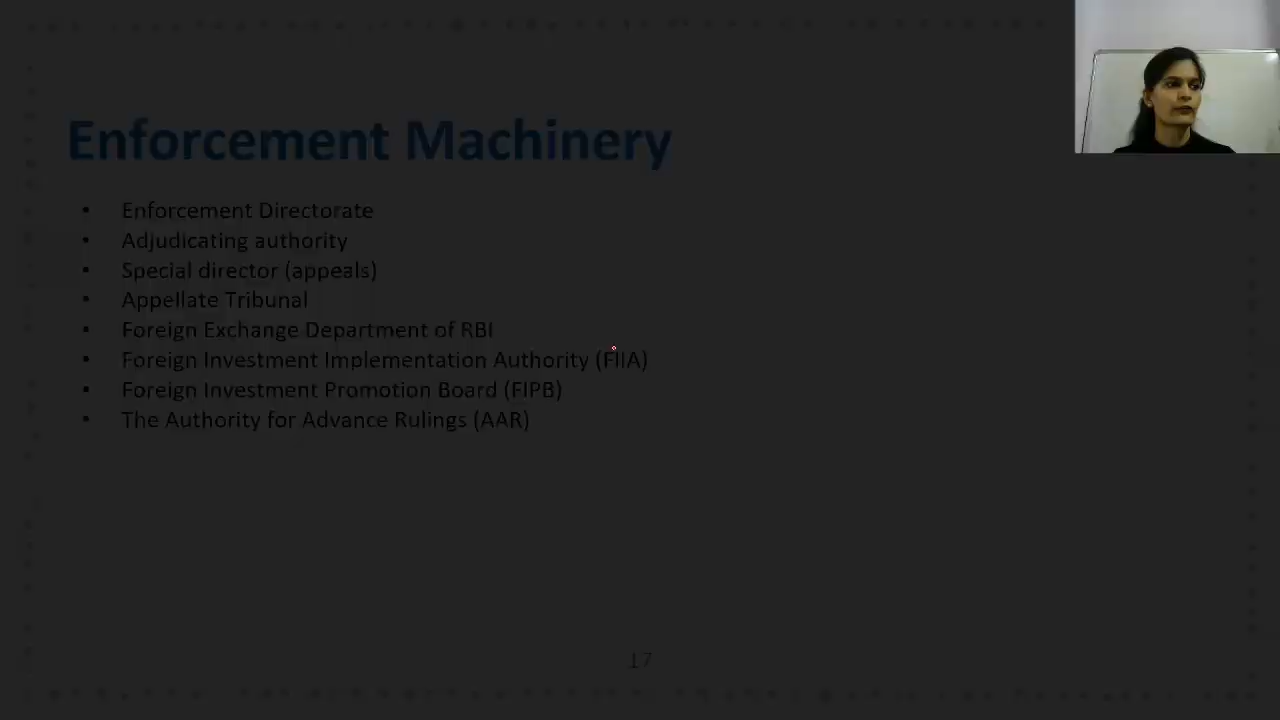 Enforcement Machinery
• Enforcement Directorate
• Adjudicating authority
• Special director (appeals)
• Appellate Tribunal
• Foreign Exchange Department of RBI
• Foreign Investment Implementation Authority (FIIA)
• Foreign Investment Promotion Board (FIPB)
• The Authority for Advance Rulings (AAR)
17